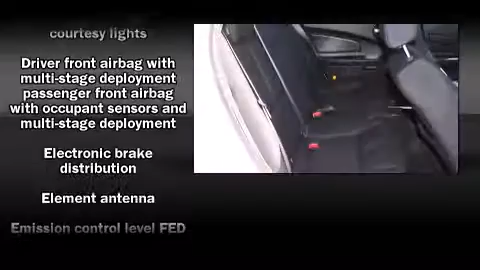 courtesy lights
Driver front airbag with
multi-stage deployment
passenger front airbag
with occupant sensors and
multi-stage deployment
Electronic brake
distribution
Element antenna
Emission control level FED